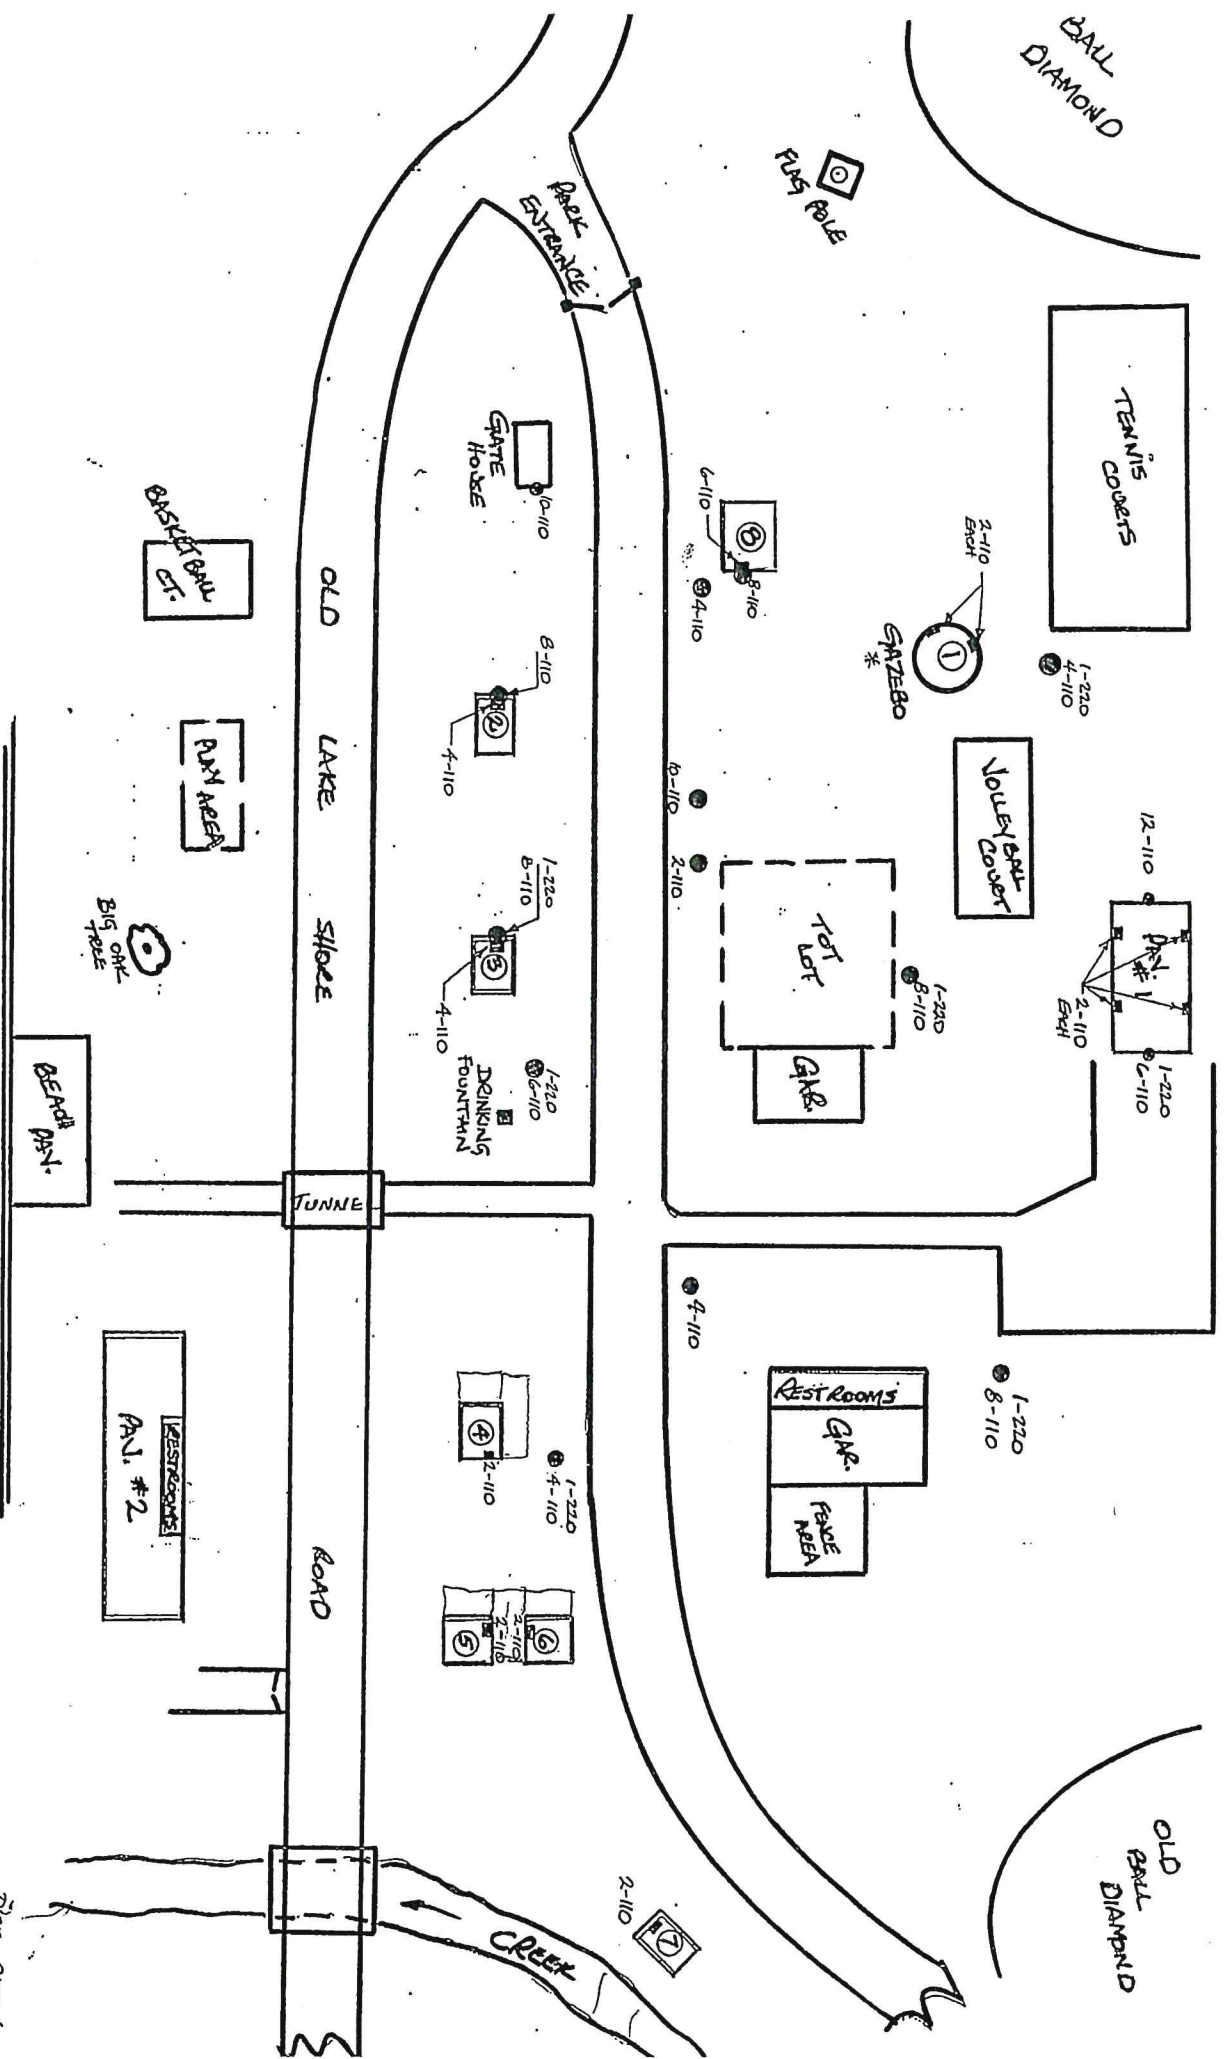 BALL
DIAMOND
FLAG POLE
PARK
ENTRANCE
TENNIS
COURTS
GATE
HOUSE
10-110
6-110
8
8-110
4-110
2-110
EACH
1
GAZEBO
*
1-220
4-110
BASKETBALL
CT.
OLD LAKE SHORE ROAD
8-110
2
4-110
PLAY AREA
10-110
2-110
VOLLEYBALL
COURT
12-110
PAV.
# 1
2-110
EACH
1-220
6-110
TOT
LOT
1-220
8-110
GAR.
1-220
8-110
3
4-110
BIG OAK
TREE
1-220
6-110
DRINKING
FOUNTAIN
BEACH
PAV.
TUNNEL
4-110
RESTROOMS
GAR.
FENCE
AREA
1-220
8-110
4
2-110
1-220
4-110
RESTROOMS
PAV. #2
5
2-110
2-110
6
OLD
BALL
DIAMOND
2-110
7
CREEK